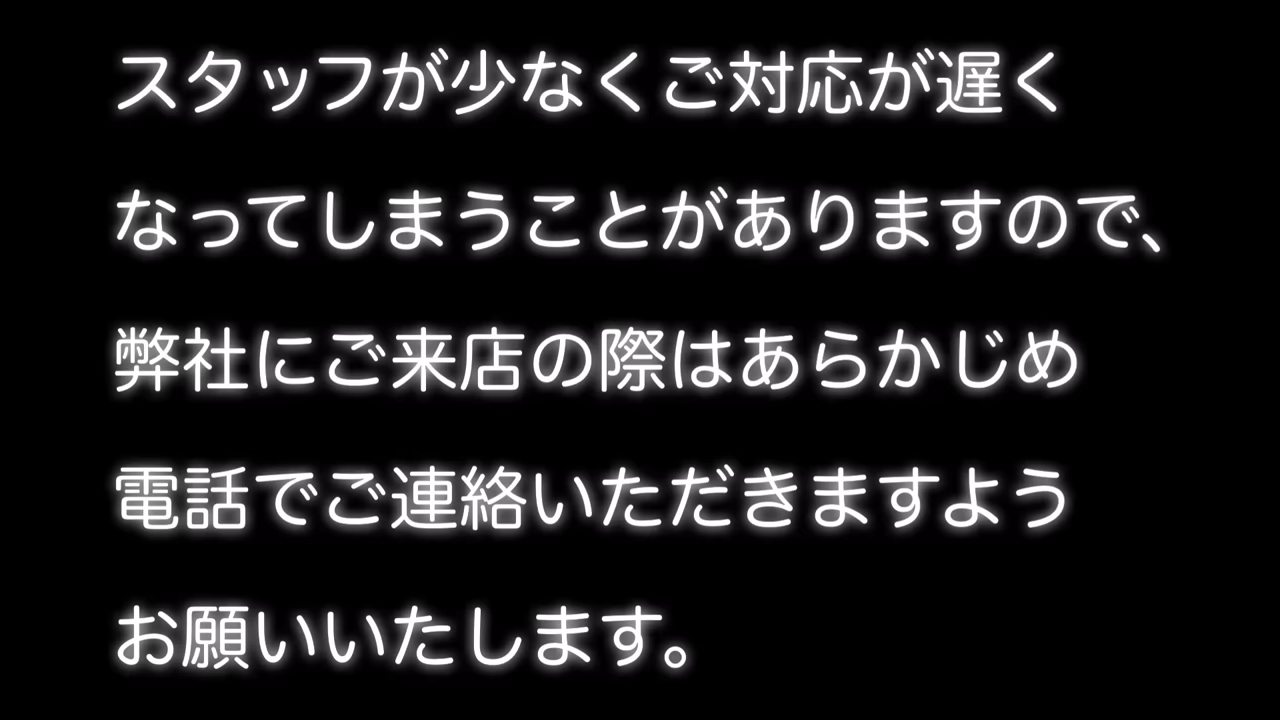 スタッフが少なくご対応が遅く
なってしまうことがありますので、
弊社にご来店の際はあらかじめ
電話でご連絡いただきますよう
お願いいたします。